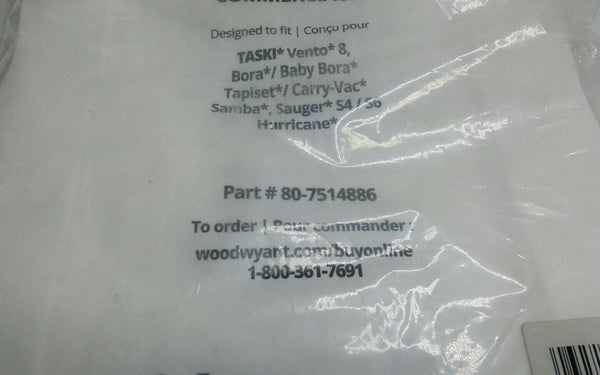 Designed to fit | Conçu pour
TASKI* Vento* 8,
Bora*/ Baby Bora*
Tapiset*/ Carry-Vac*
Samba*, Sauger* S4 / S6
Hurricane*
Part # 80-7514886
To order | Pour commander :
woodwyant.com/buyonline
1-800-361-7691